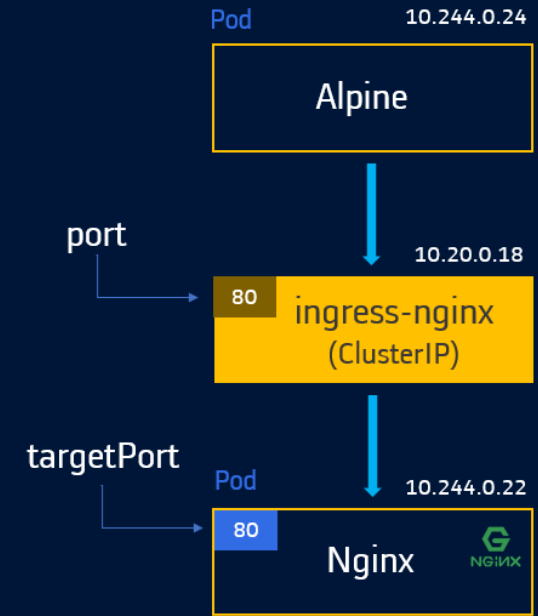 Pod
10.244.0.24
Alpine
port
10.20.0.18
80
ingress-nginx
(ClusterIP)
targetPort
Pod
10.244.0.22
80
Nginx
G
NGINX